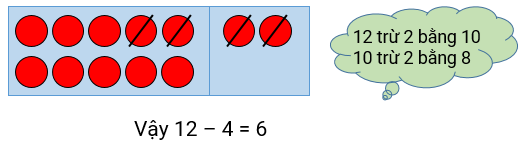 12 trừ 2 bằng 10
10 trừ 2 bằng 8
Vậy 12 – 4 = 6